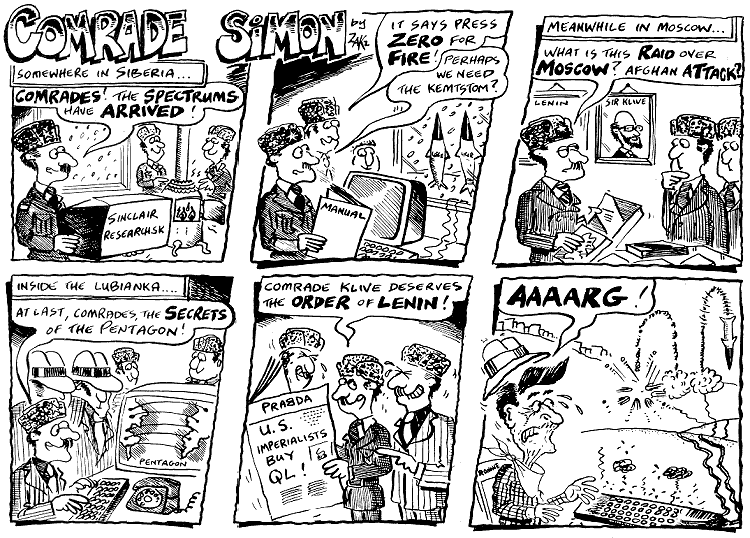 COMRADE SIMON
by
ZAKI
SOMEWHERE IN SIBERIA...
COMRADES! THE SPECTRUMS
HAVE ARRIVED!
SINCLAIR
RESEARCHSK
IT SAYS PRESS
ZERO FOR
FIRE! PERHAPS
WE NEED
THE KEMTSTOM?
MANUAL
MEANWHILE IN MOSCOW...
WHAT IS THIS RAID OVER
MOSCOW? AFGHAN ATTACK?
LENIN
SIR KLIVE
INSIDE THE LUBIANKA....
AT LAST, COMRADES, THE SECRETS
OF THE PENTAGON!
PENTAGON
COMRADE KLIVE DESERVES
THE ORDER OF LENIN!
PRABDA
U.S.
IMPERIALISTS
BUY
QL!
AAAARG!
RONNIE